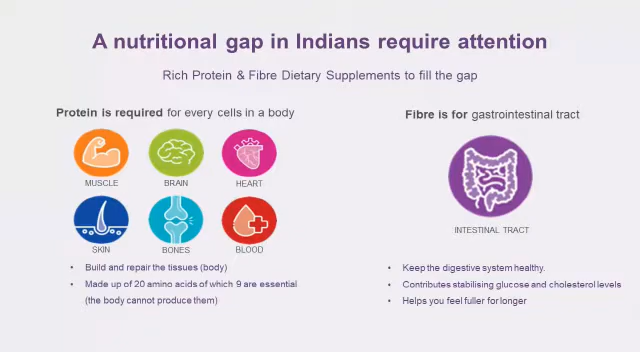 A nutritional gap in Indians require attention
Rich Protein & Fibre Dietary Supplements to fill the gap
Protein is required for every cells in a body
MUSCLE BRAIN HEART
SKIN BONES BLOOD
• Build and repair the tissues (body)
• Made up of 20 amino acids of which 9 are essential
(the body cannot produce them)
Fibre is for gastrointestinal tract
INTESTINAL TRACT
• Keep the digestive system healthy.
• Contributes stabilising glucose and cholesterol levels
• Helps you feel fuller for longer